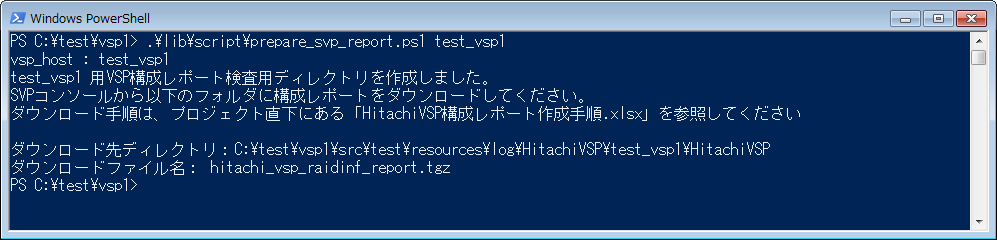 Windows PowerShell
PS C:¥test¥vsp1> .¥lib¥script¥prepare_svp_report.ps1 test_vsp1
vsp_host : test_vsp1
test_vsp1 用VSP構成レポート検査用ディレクトリを作成しました。
SVPコンソールから以下のフォルダに構成レポートをダウンロードしてください。
ダウンロード手順は、プロジェクト直下にある「HitachiVSP構成レポート作成手順.xlsx」を参照してください
ダウンロード先ディレクトリ:C:¥test¥vsp1¥src¥test¥resources¥log¥HitachiVSP¥test_vsp1¥HitachiVSP
ダウンロードファイル名: hitachi_vsp_raidinf_report.tgz
PS C:¥test¥vsp1>